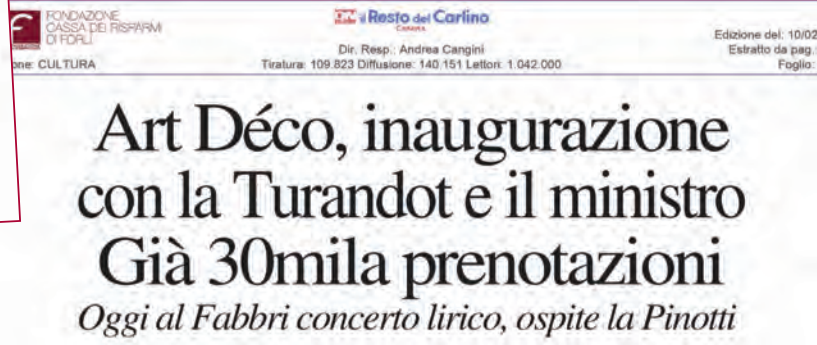 FONDAZIONE
CASSA DEI RISPARMI
DI FORLÌ
one: CULTURA
il Resto del Carlino
Dir. Resp.: Andrea Cangini
Tiratura: 109.823 Diffusione: 140.151 Lettori: 1.042.000
Edizione del: 10/02
Estratto da pag.:
Foglio:
Art Déco, inaugurazione
con la Turandot e il ministro
Già 30mila prenotazioni
Oggi al Fabbri concerto lirico, ospite la Pinotti